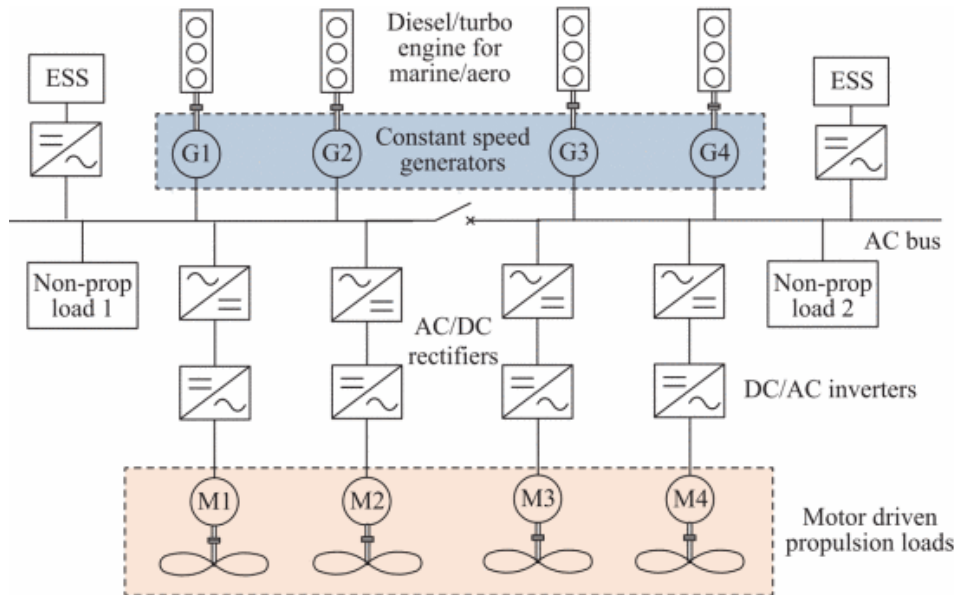 Diesel/turbo
engine for
marine/aero
ESS
ESS
Constant speed
generators
G1
G2
G3
G4
AC bus
Non-prop
load 1
Non-prop
load 2
AC/DC
rectifiers
DC/AC inverters
M1
M2
M3
M4
Motor driven
propulsion loads